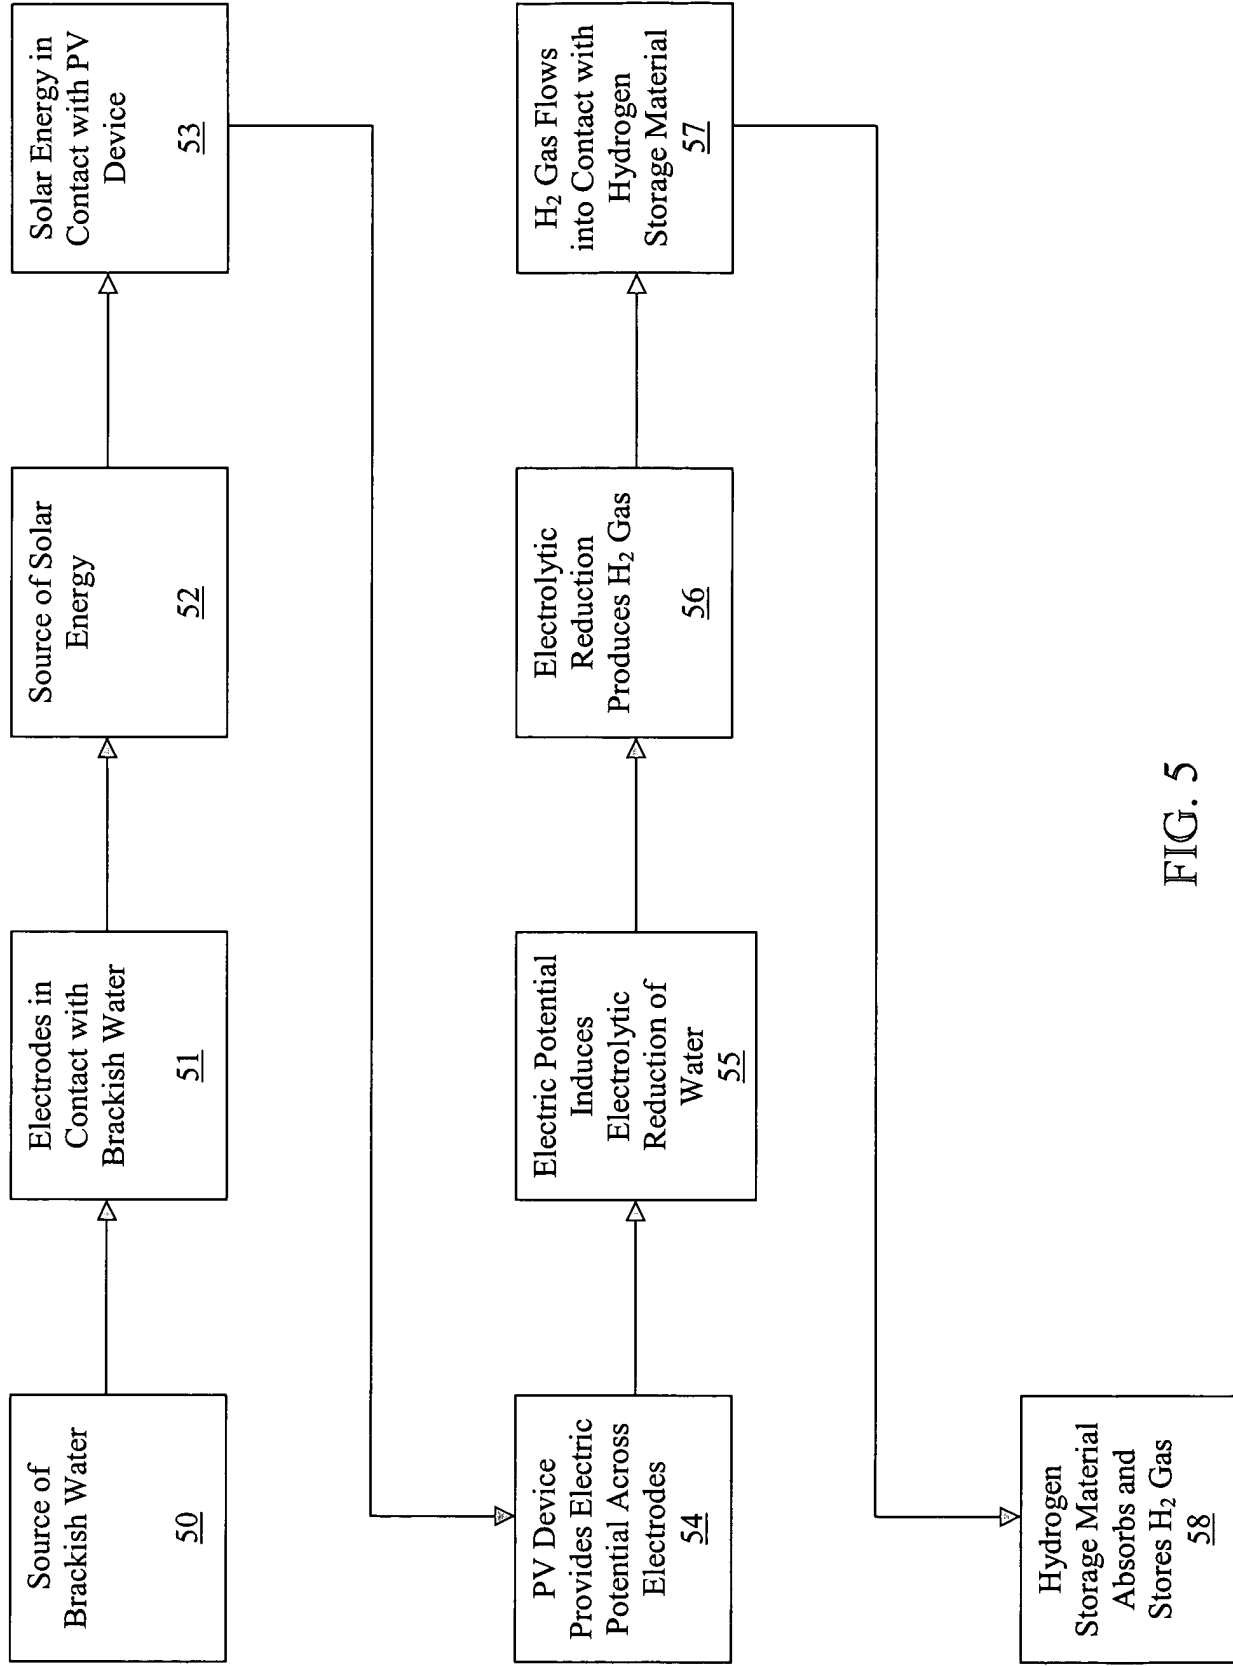 Source of
Brackish Water
50
Electrodes in
Contact with
Brackish Water
51
Source of Solar
Energy
52
Solar Energy in
Contact with PV
Device
53
PV Device
Provides Electric
Potential Across
Electrodes
54
Electric Potential
Induces
Electrolytic
Reduction of
Water
55
Electrolytic
Reduction
Produces H₂ Gas
56
H₂ Gas Flows
into Contact with
Hydrogen
Storage Material
57
Hydrogen
Storage Material
Absorbs and
Stores H₂ Gas
58
FIG. 5